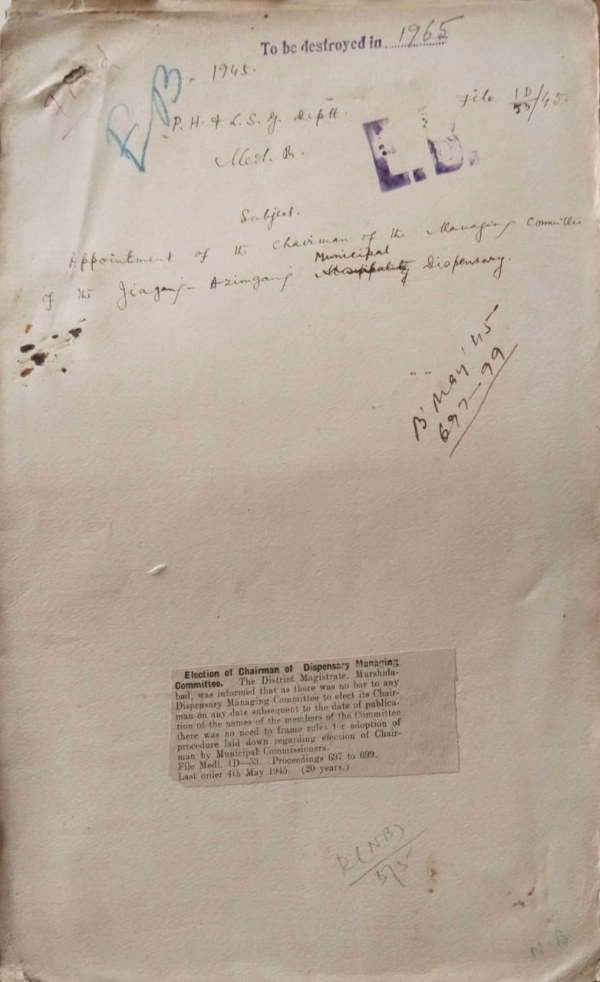 To be destroyed in 1965
Fixed
EB
1945.
P. H. & L. S. G. Deptt.
File 1D/53/45.
Medl. Br.
E.B.
Subject.
Appointment of the Chairman of the Managing Committee
of the Jiaganj-Azimganj Municipal Dispensary.
B' May '45
697-99
Election of Chairman of Dispensary Managing
Committee. The District Magistrate, Murshida-
bad, was informed that as there was no bar to any
Dispensary Managing Committee to elect its Chair-
man on any date subsequent to the date of publica-
tion of the names of the members of the Committee
there was no need to frame rules for adoption of
procedure laid down regarding election of Chair-
man by Municipal Commissioners.
File Medl. 1D—53. Proceedings 697 to 699.
Last order 4th May 1945. (20 years.)
R(NB)
5/5
N.B